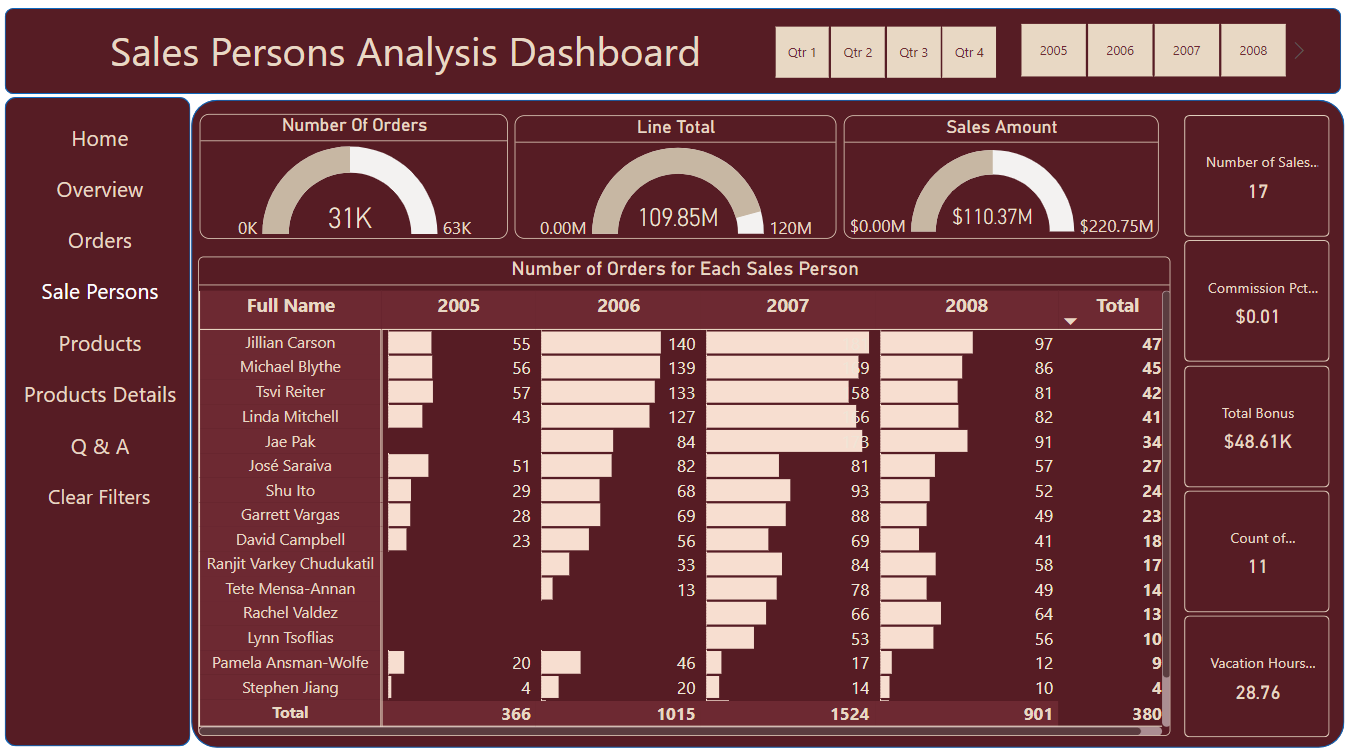 Sales Persons Analysis Dashboard
Qtr 1 Qtr 2 Qtr 3 Qtr 4
2005 2006 2007 2008
Home
Overview
Orders
Sale Persons
Products
Products Details
Q & A
Clear Filters
Number Of Orders
31K
0K 63K
Line Total
109.85M
0.00M 120M
Sales Amount
$110.37M
$0.00M $220.75M
Number of Orders for Each Sales Person
Full Name 2005 2006 2007 2008 Total
Jillian Carson 55 140 97 47
Michael Blythe 56 139 86 45
Tsvi Reiter 57 133 58 81 42
Linda Mitchell 43 127 82 41
Jae Pak 84 91 34
José Saraiva 51 82 81 57 27
Shu Ito 29 68 93 52 24
Garrett Vargas 28 69 88 49 23
David Campbell 23 56 69 41 18
Ranjit Varkey Chudukatil 33 84 58 17
Tete Mensa-Annan 13 78 49 14
Rachel Valdez 66 64 13
Lynn Tsoflias 53 56 10
Pamela Ansman-Wolfe 20 46 17 12 9
Stephen Jiang 4 20 14 10 4
Total 366 1015 1524 901 380
Number of Sales...
17
Commission Pct...
$0.01
Total Bonus
$48.61K
Count of...
11
Vacation Hours...
28.76